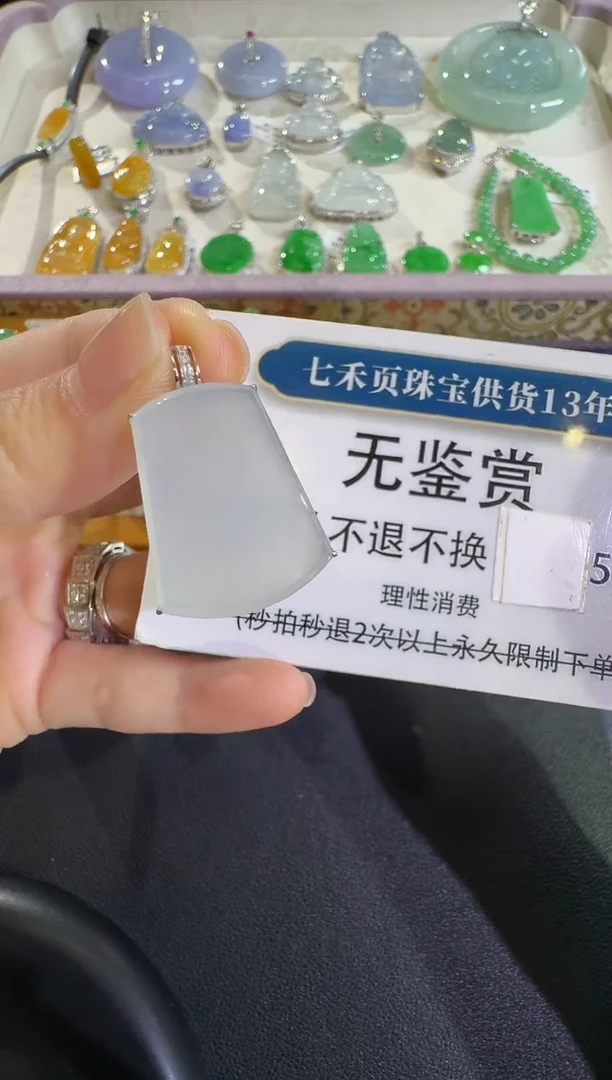 七禾页珠宝供货13年
无鉴赏
不退不换 5
理性消费
(秒拍秒退2次以上永久限制下单